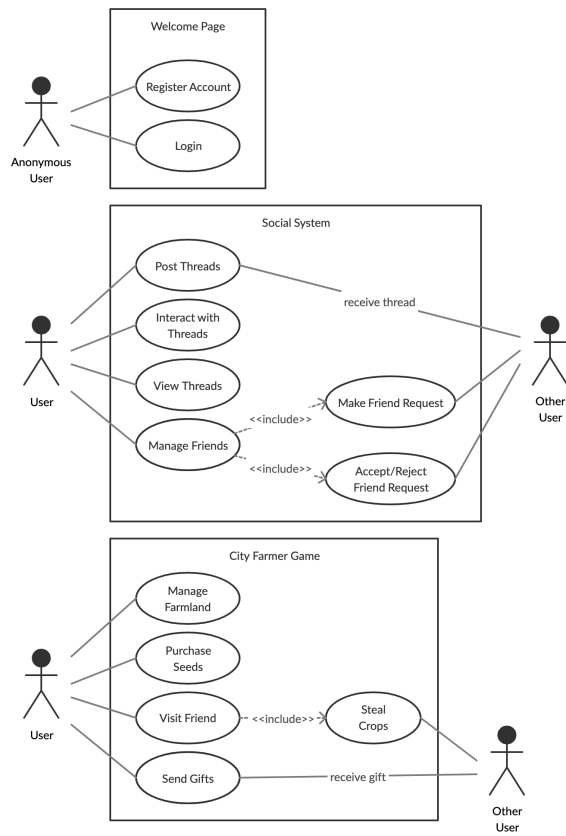 Welcome Page
Register Account
Login
Anonymous
User
Social System
Post Threads
receive thread
Interact with
Threads
View Threads
User
Other
User
<<include>>
Make Friend Request
Manage Friends
<<include>>
Accept/Reject
Friend Request
City Farmer Game
Manage
Farmland
Purchase
Seeds
Visit Friend
<<include>>
Steal
Crops
User
Send Gifts
receive gift
Other
User